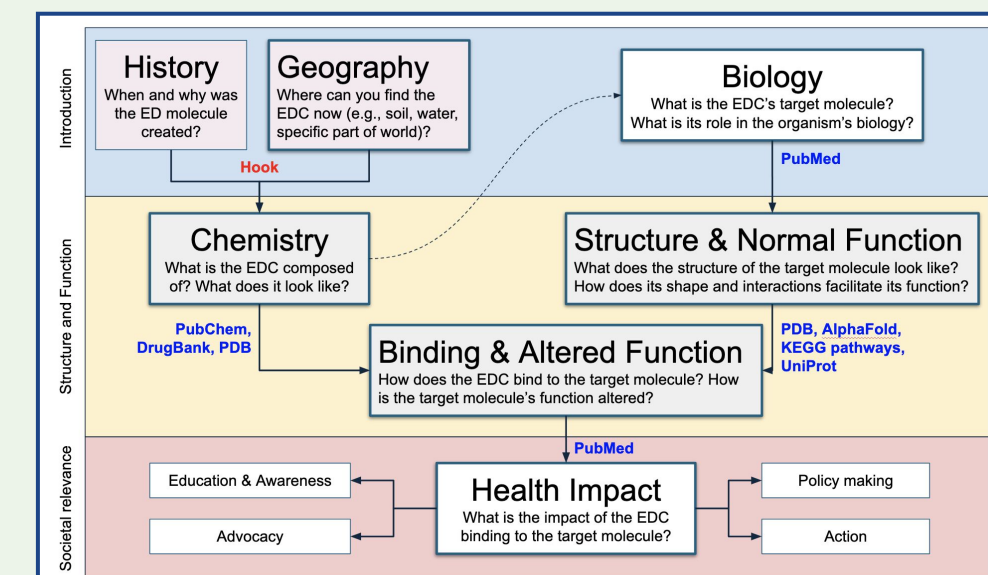 Introduction
History
When and why was
the ED molecule
created?
Geography
Where can you find the
EDC now (e.g., soil, water,
specific part of world)?
Hook
Biology
What is the EDC's target molecule?
What is its role in the organism's biology?
PubMed
Structure and Function
Chemistry
What is the EDC composed
of? What does it look like?
PubChem,
DrugBank, PDB
Structure & Normal Function
What does the structure of the target molecule look like?
How does its shape and interactions facilitate its function?
PDB, AlphaFold,
KEGG pathways,
UniProt
Binding & Altered Function
How does the EDC bind to the target molecule? How
is the target molecule's function altered?
PubMed
Societal relevance
Education & Awareness
Advocacy
Health Impact
What is the impact of the EDC
binding to the target molecule?
Policy making
Action